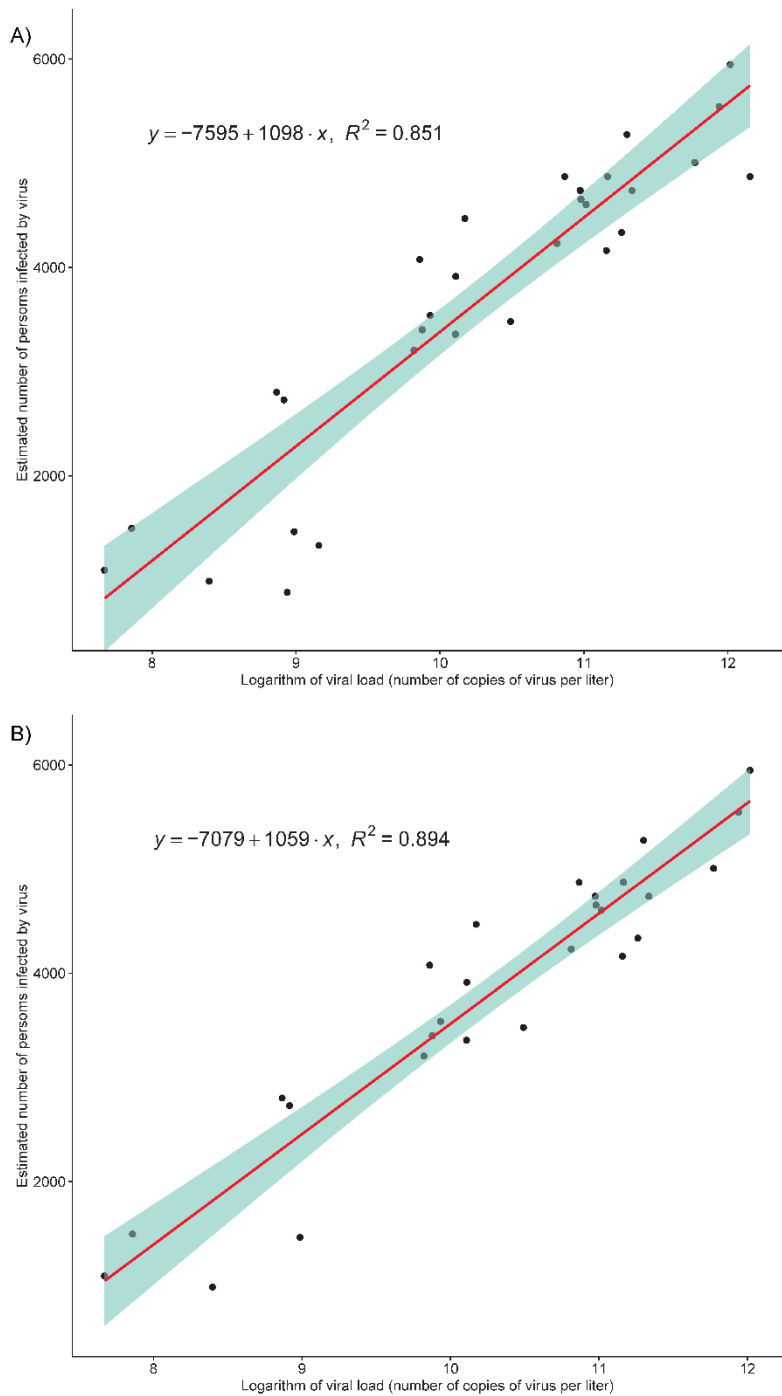 A)
6000
y = −7595 + 1098 · x, R² = 0.851
4000
2000
Estimated number of persoms infected by virus
8 9 10 11 12
Logarithm of viral load (number of copies of virus per liter)
B)
6000
y = −7079 + 1059 · x, R² = 0.894
4000
2000
Estimated number of persoms infected by virus
8 9 10 11 12
Logarithm of viral load (number of copies of virus per liter)